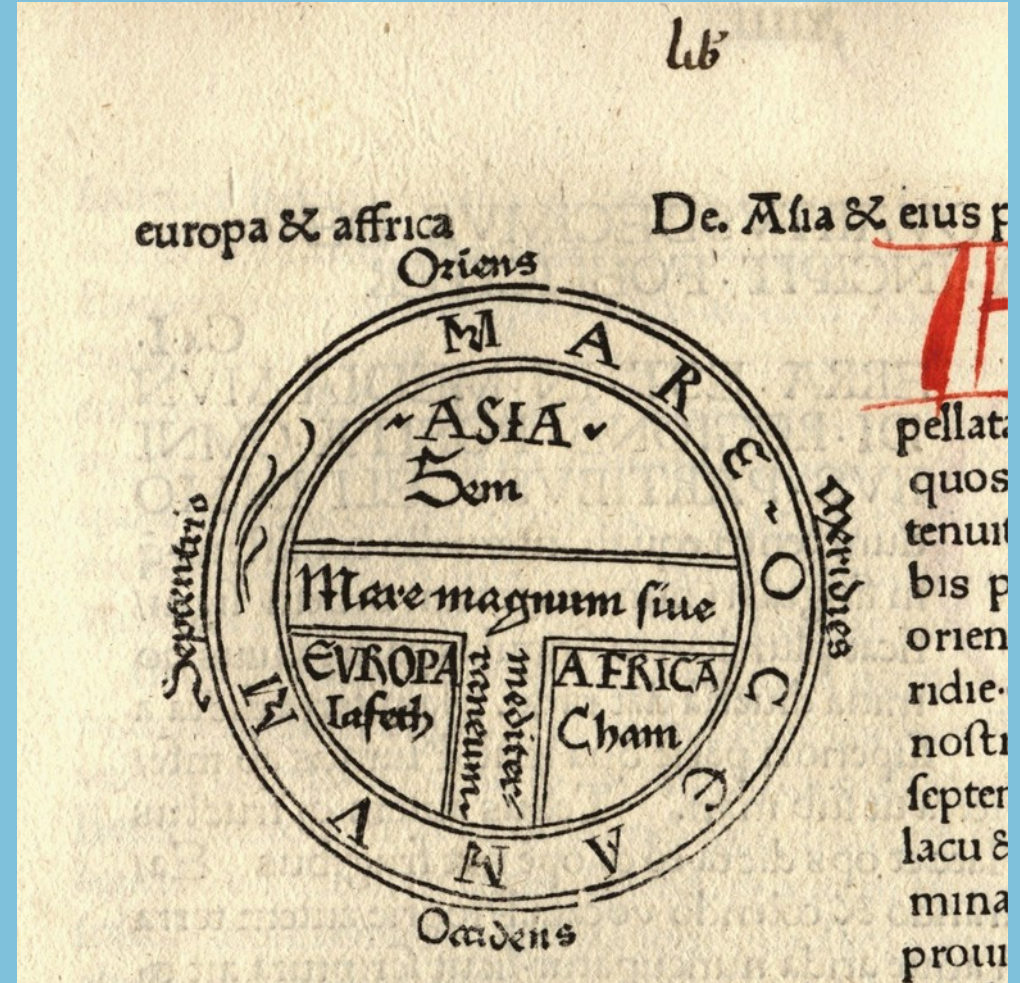 lib
europa & affrica
De. Asia & eius p
Oriens
MARE OCEANUM
ASIA
Sem
Septentrio
Meridies
Mare magnum siue
mediter-
raneum
EVROPA
Iafeth
AFRICA
Cham
Occidens
pellata
quos
tenuit
bis p
orien
ridie.
nostr
septen
lacu &
mina
proui